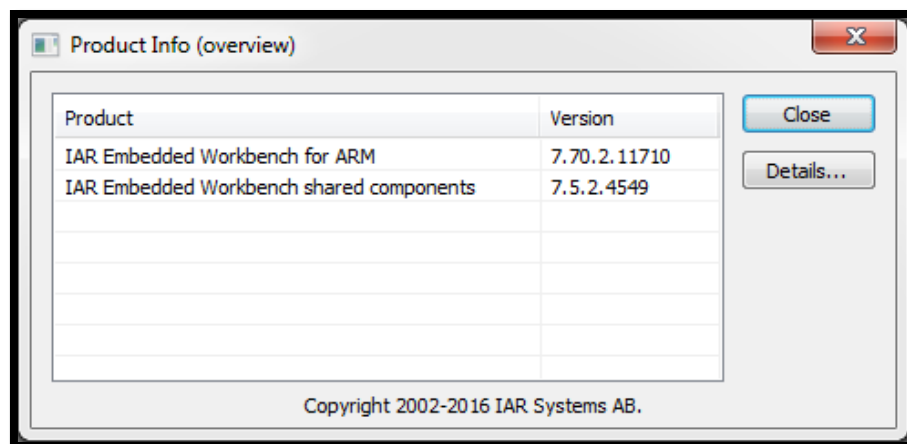 Product Info (overview)
Product Version Close
IAR Embedded Workbench for ARM 7.70.2.11710
IAR Embedded Workbench shared components 7.5.2.4549 Details...
Copyright 2002-2016 IAR Systems AB.